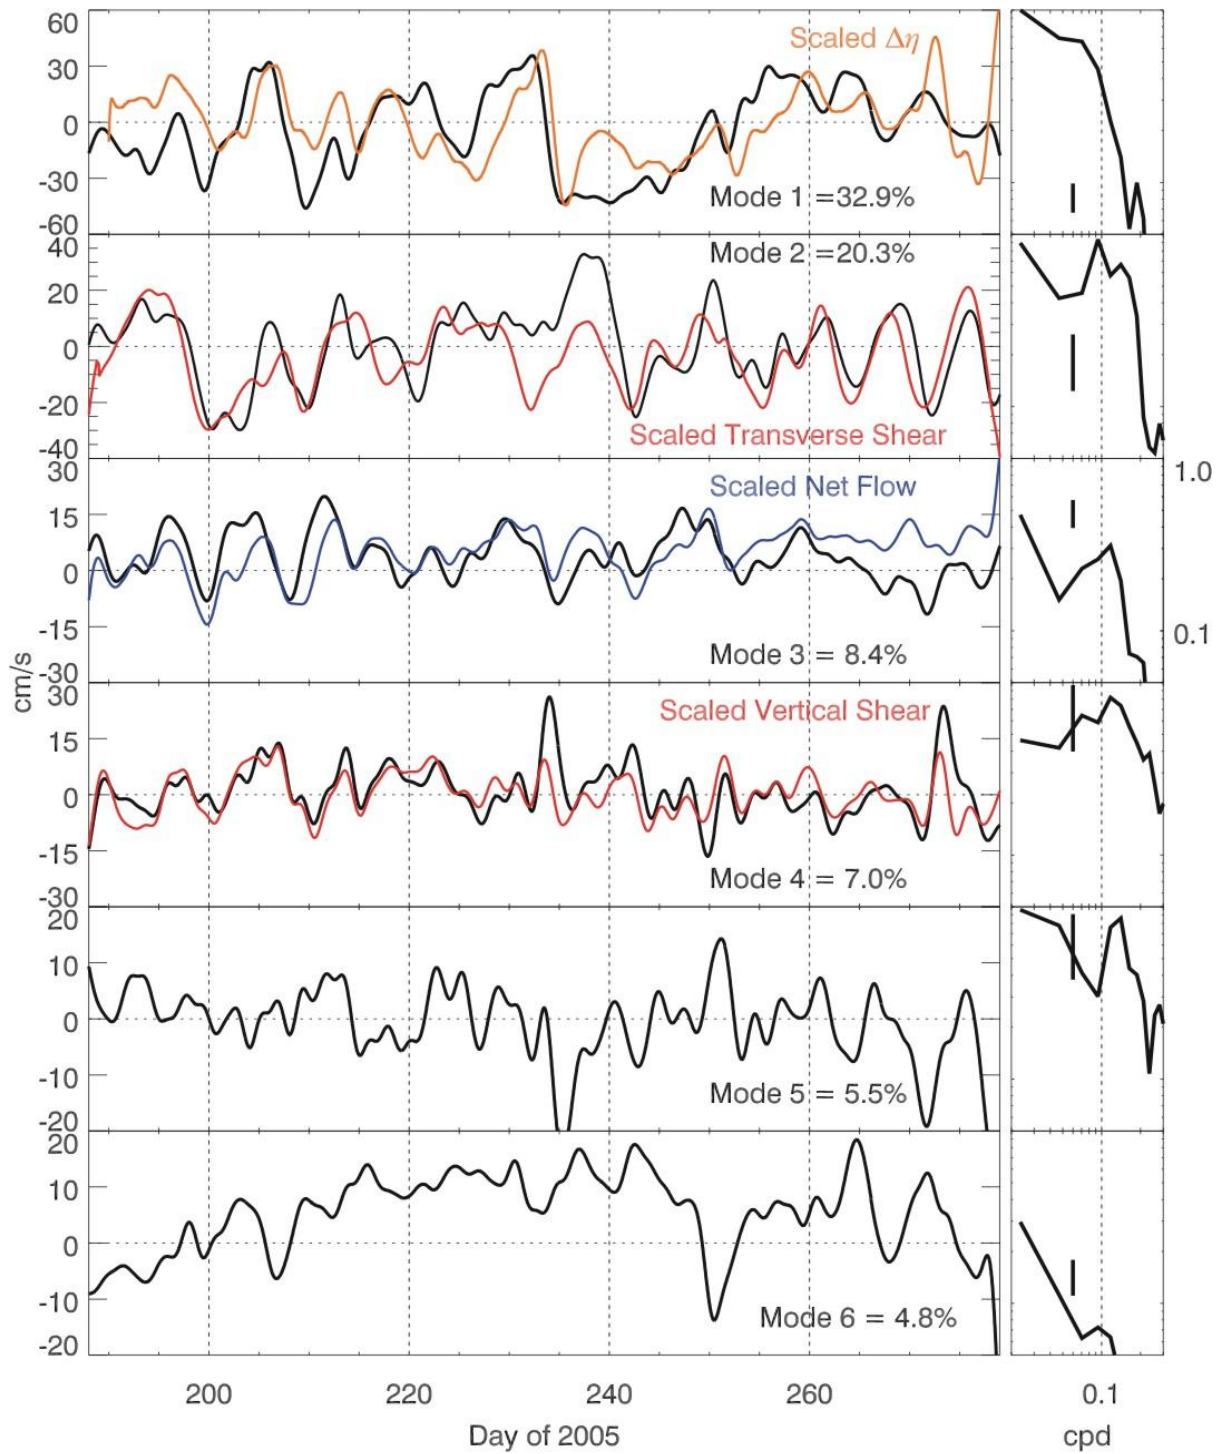 60
30
0
-30
-60
Scaled Δη
Mode 1 =32.9%
40
20
0
-20
-40
Mode 2 =20.3%
Scaled Transverse Shear
30
15
0
-15
-30
Scaled Net Flow
Mode 3 = 8.4%
1.0
0.1
cm/s
30
15
0
-15
-30
Scaled Vertical Shear
Mode 4 = 7.0%
20
10
0
-10
-20
Mode 5 = 5.5%
20
10
0
-10
-20
Mode 6 = 4.8%
200 220 240 260 0.1
Day of 2005 cpd